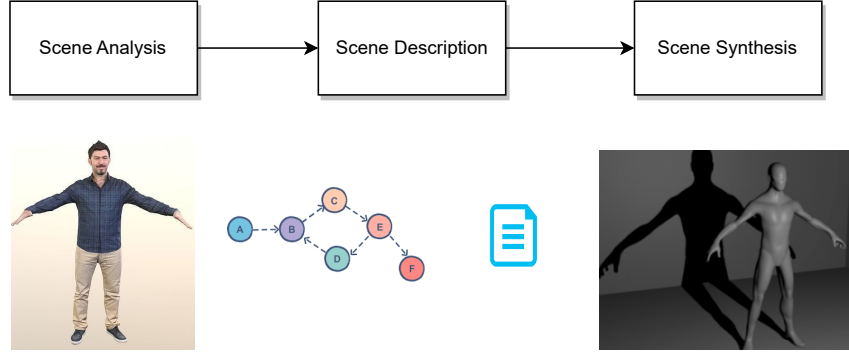 Scene Analysis
Scene Description
Scene Synthesis
A
B
C
D
E
F